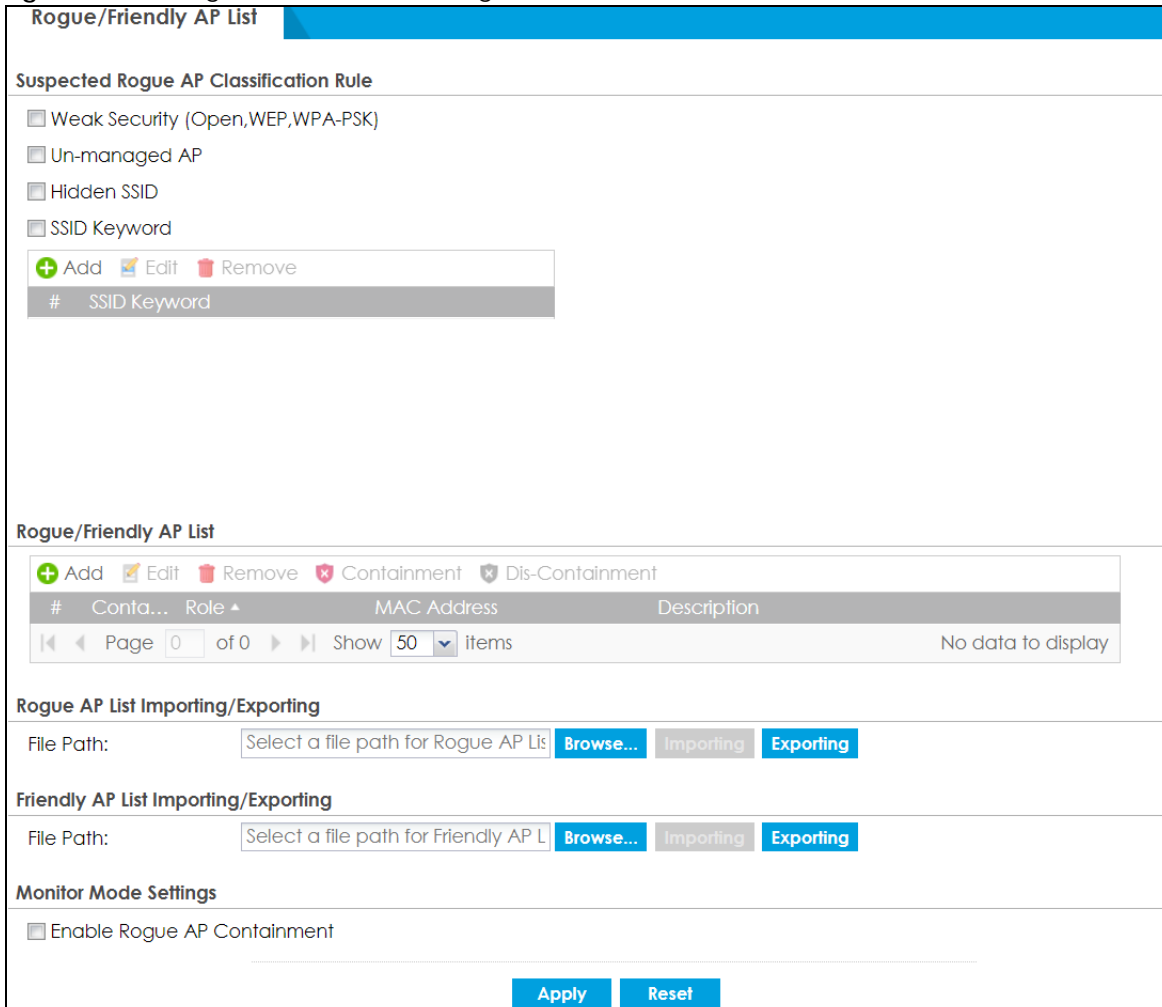 Rogue/Friendly AP List
Suspected Rogue AP Classification Rule
Weak Security (Open,WEP,WPA-PSK)
Un-managed AP
Hidden SSID
SSID Keyword
Add Edit Remove
# SSID Keyword
Rogue/Friendly AP List
Add Edit Remove Containment Dis-Containment
# Conta... Role MAC Address Description
Page 0 of 0 Show 50 items No data to display
Rogue AP List Importing/Exporting
File Path: Select a file path for Rogue AP Lis Browse... Importing Exporting
Friendly AP List Importing/Exporting
File Path: Select a file path for Friendly AP L Browse... Importing Exporting
Monitor Mode Settings
Enable Rogue AP Containment
Apply Reset